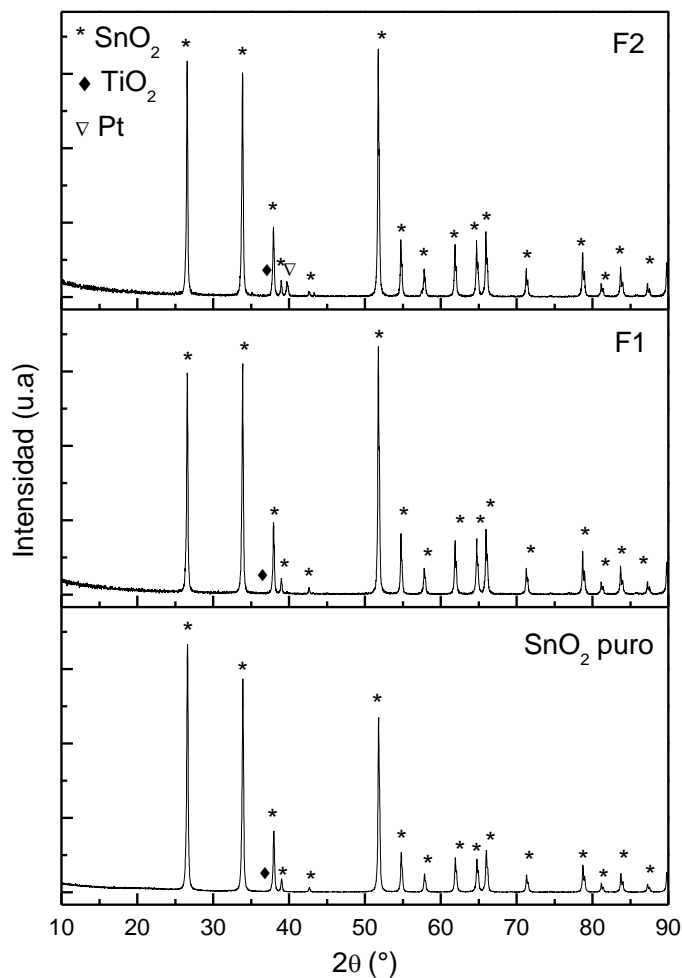 * SnO₂
♦ TiO₂
▽ Pt
F2
F1
SnO₂ puro
Intensidad (u.a)
10 20 30 40 50 60 70 80 90
2θ (°)